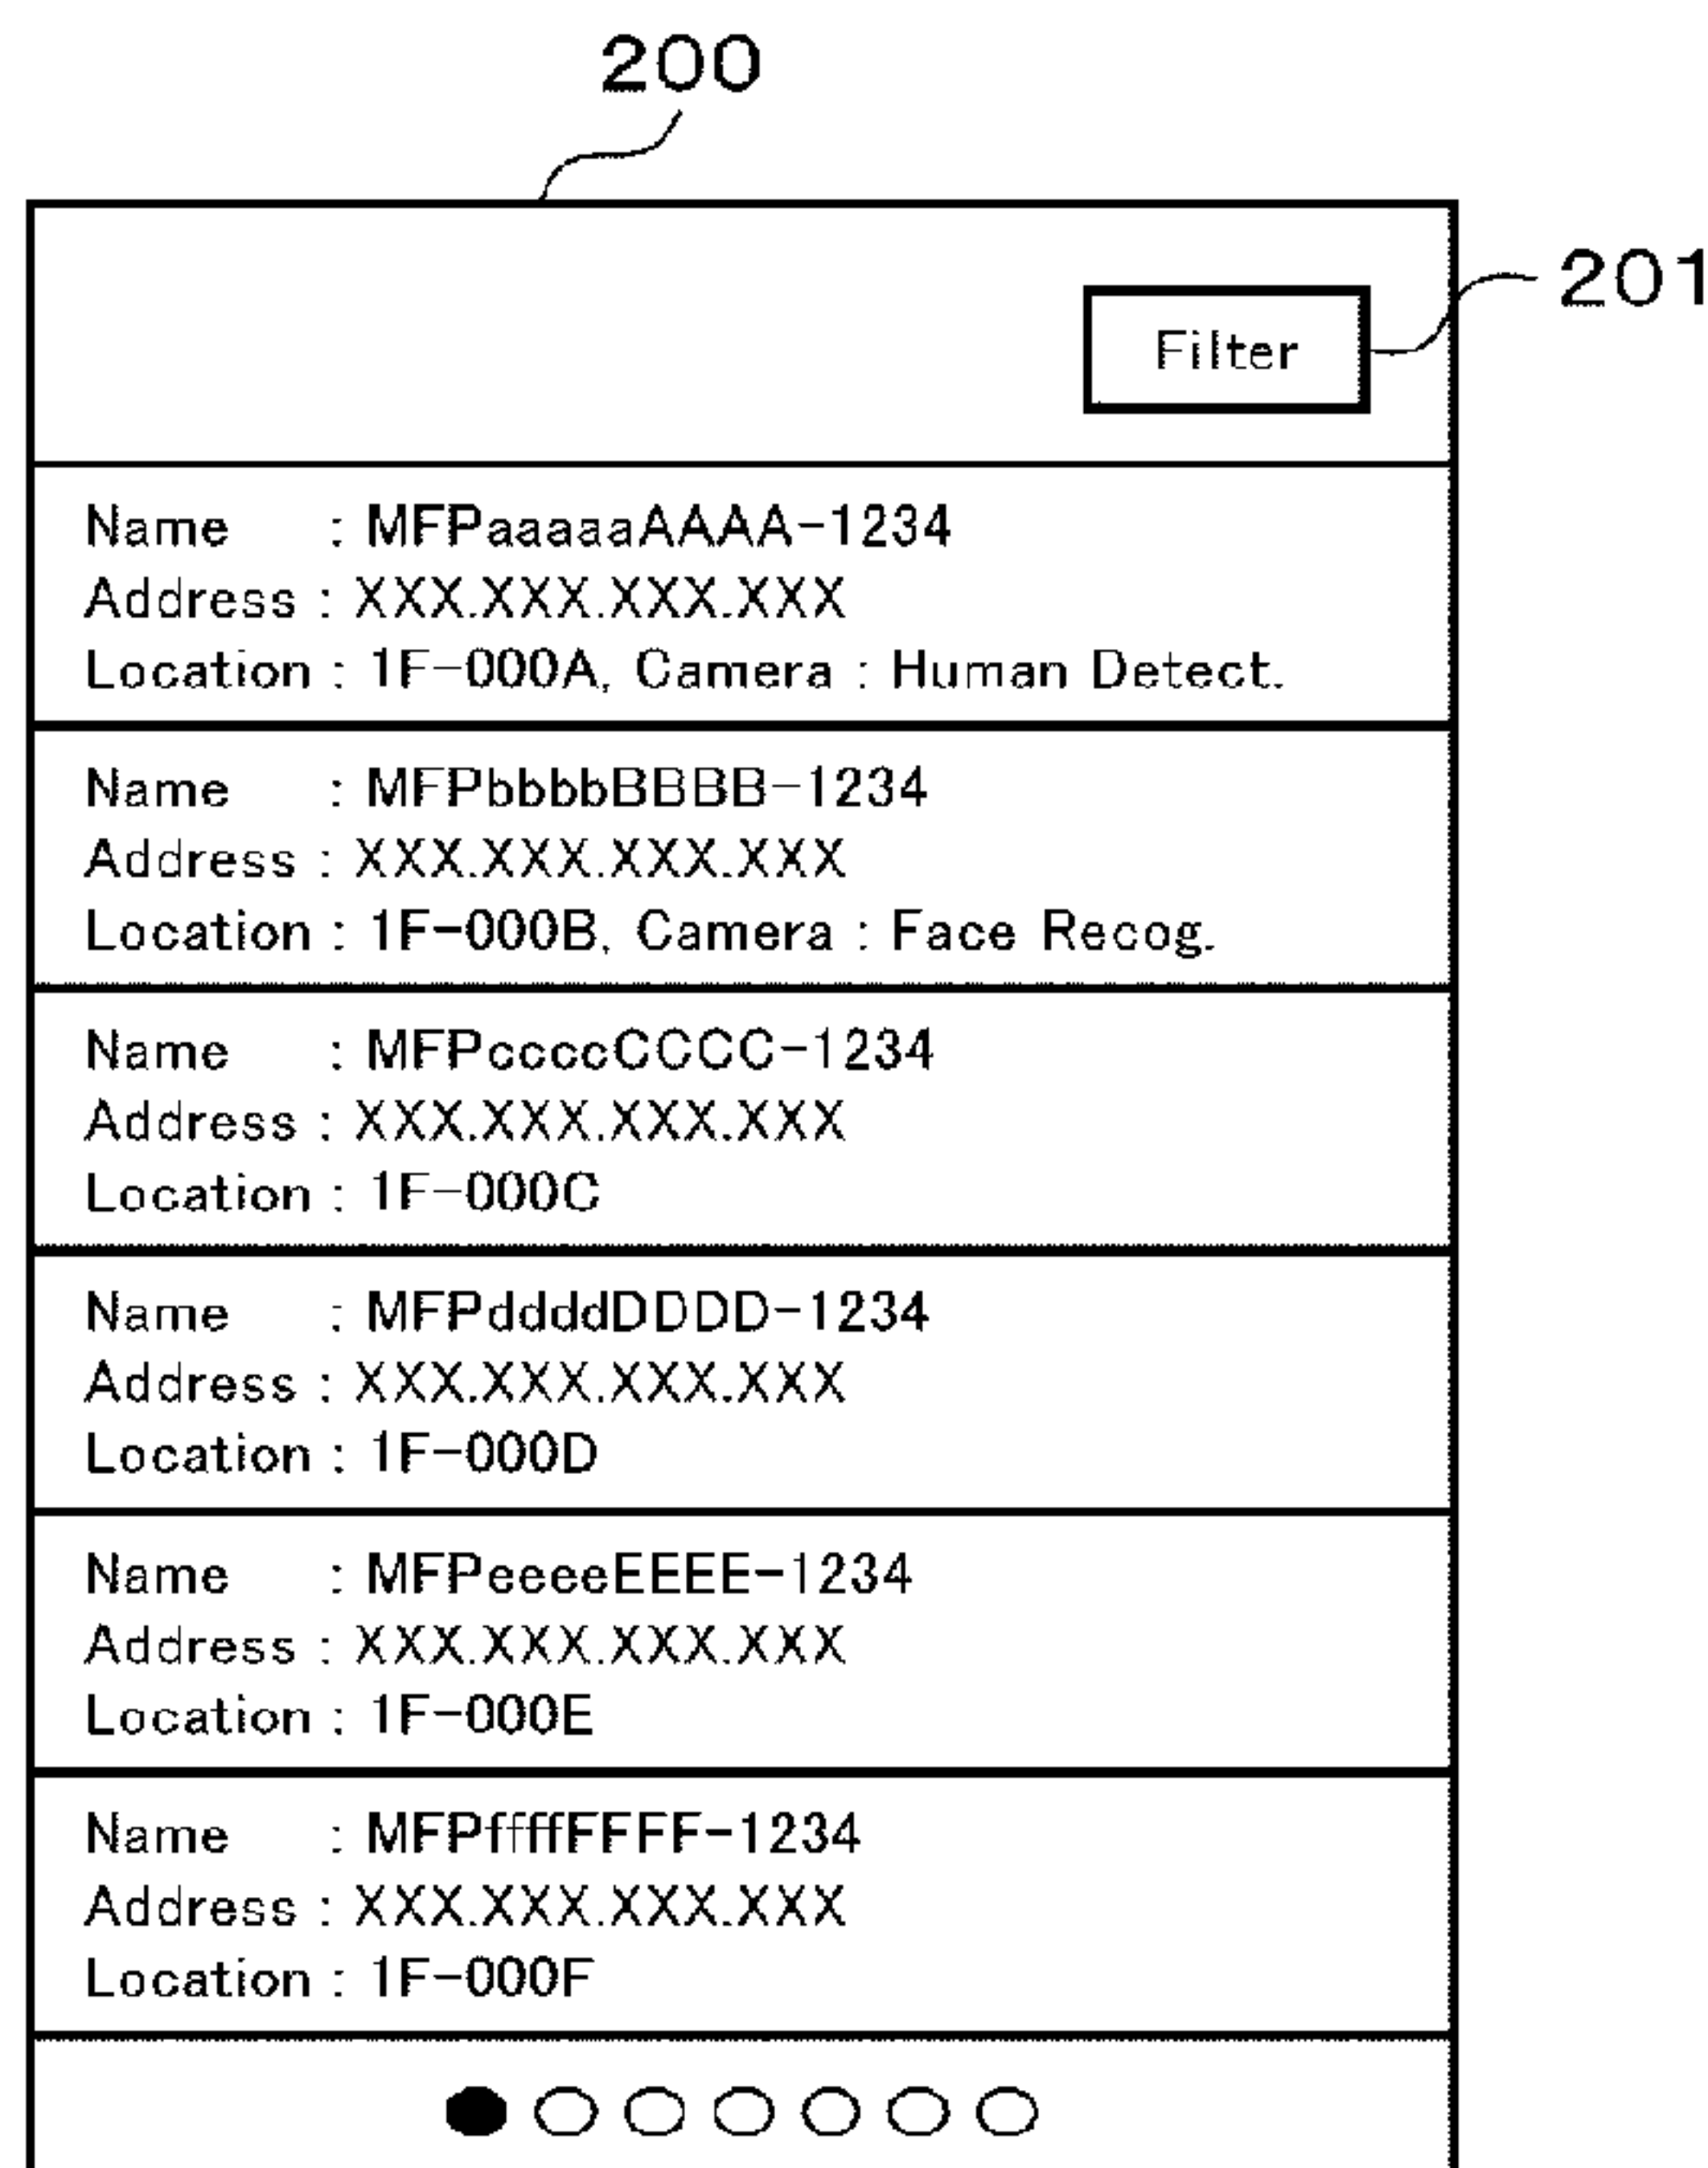 200
201
Filter
Name : MFPaaaaaAAAA-1234
Address : XXX.XXX.XXX.XXX
Location : 1F-000A, Camera : Human Detect.
Name : MFPbbbbBBBB-1234
Address : XXX.XXX.XXX.XXX
Location : 1F-000B, Camera : Face Recog.
Name : MFPccccCCCC-1234
Address : XXX.XXX.XXX.XXX
Location : 1F-000C
Name : MFPddddDDDD-1234
Address : XXX.XXX.XXX.XXX
Location : 1F-000D
Name : MFPeeeeEEEE-1234
Address : XXX.XXX.XXX.XXX
Location : 1F-000E
Name : MFPffffFFFF-1234
Address : XXX.XXX.XXX.XXX
Location : 1F-000F